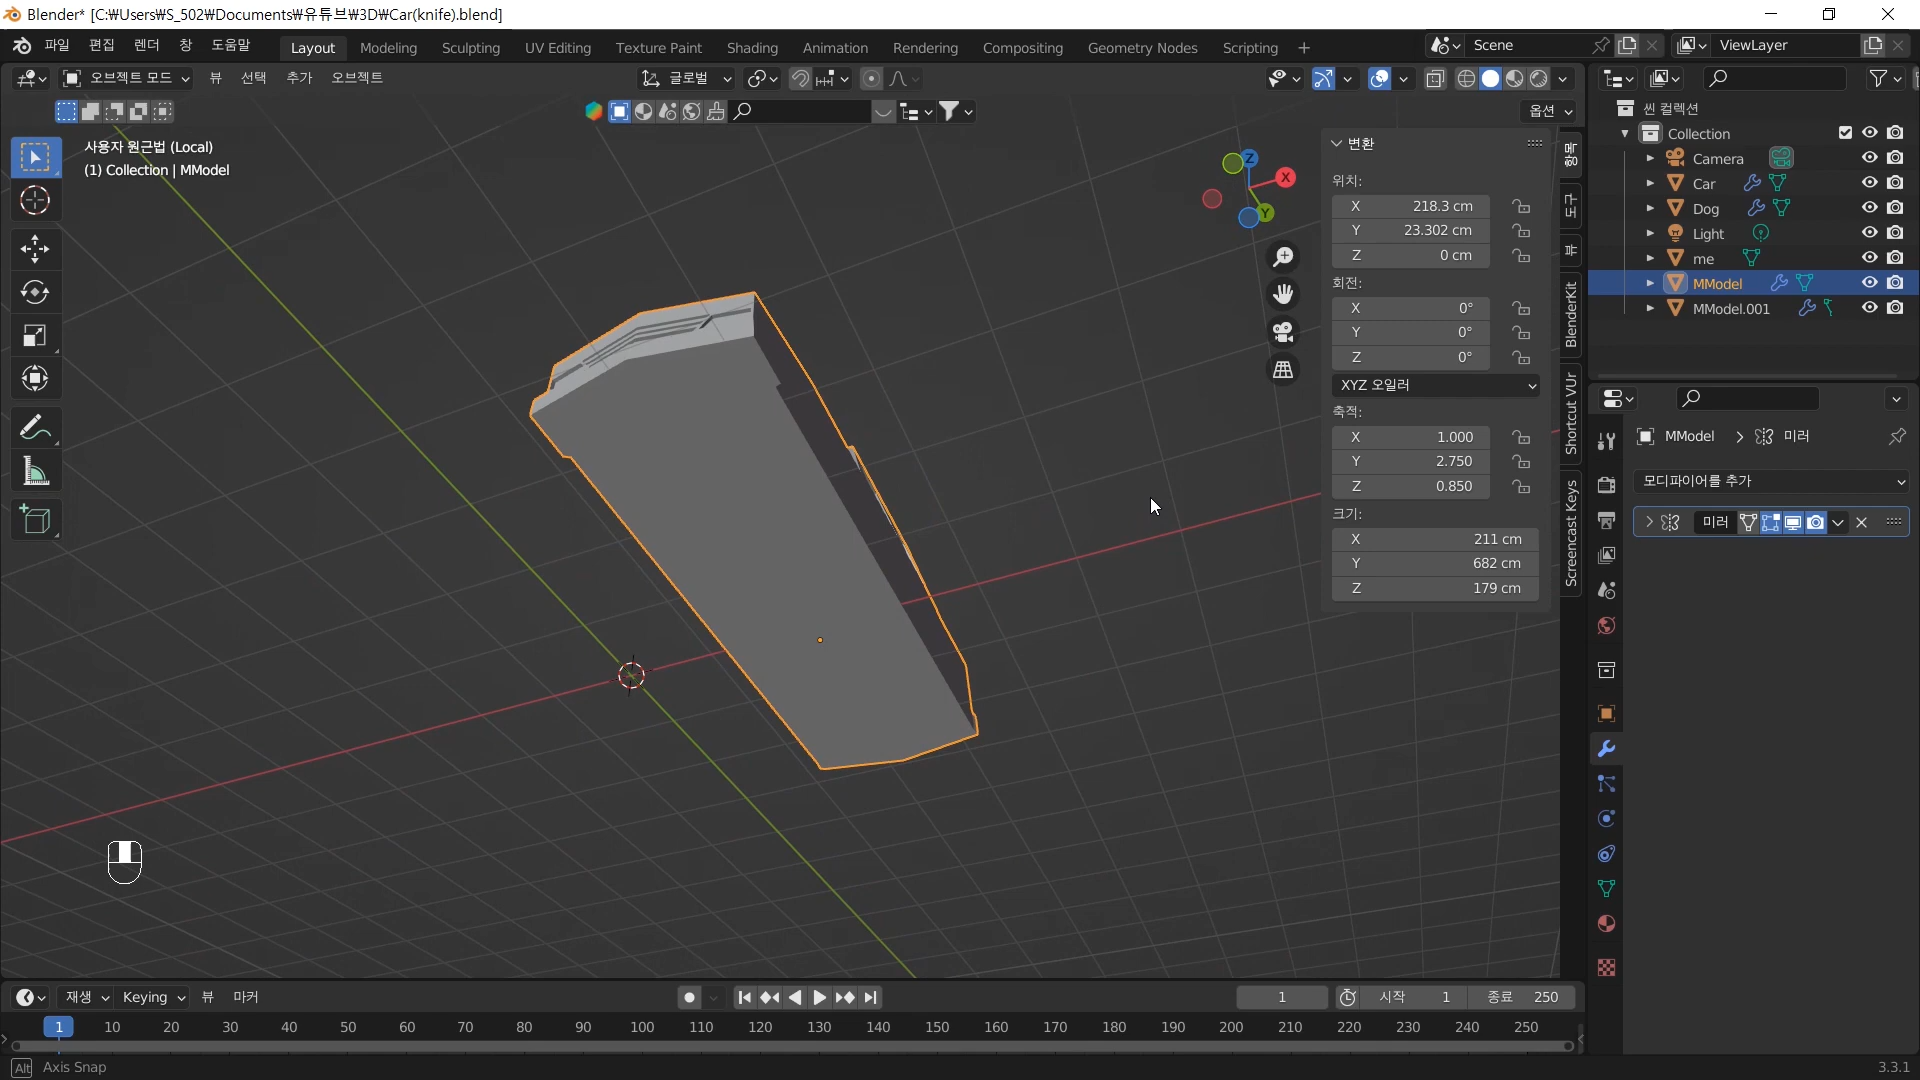 Blender* [C:₩Users₩S_502₩Documents₩유튜브₩3D₩Car(knife).blend]
파일 편집 렌더 창 도움말 Layout Modeling Sculpting UV Editing Texture Paint Shading Animation Rendering Compositing Geometry Nodes Scripting + Scene ViewLayer
오브젝트 모드 뷰 선택 추가 오브젝트 글로벌
옵션
사용자 원근법 (Local)
(1) Collection | MModel
Z
X
Y
변환
위치:
X 218.3 cm
Y 23.302 cm
Z 0 cm
회전:
X 0°
Y 0°
Z 0°
XYZ 오일러
축적:
X 1.000
Y 2.750
Z 0.850
크기:
X 211 cm
Y 682 cm
Z 179 cm
항목
도구
뷰
BlenderKit
Shortcut VUr
Screencast Keys
씬 컬렉션
Collection
Camera
Car
Dog
Light
me
MModel
MModel.001
MModel > 미러
모디파이어를 추가
미러
재생 Keying 뷰 마커 1 시작 1 종료 250
1 10 20 30 40 50 60 70 80 90 100 110 120 130 140 150 160 170 180 190 200 210 220 230 240 250
Alt Axis Snap 3.3.1